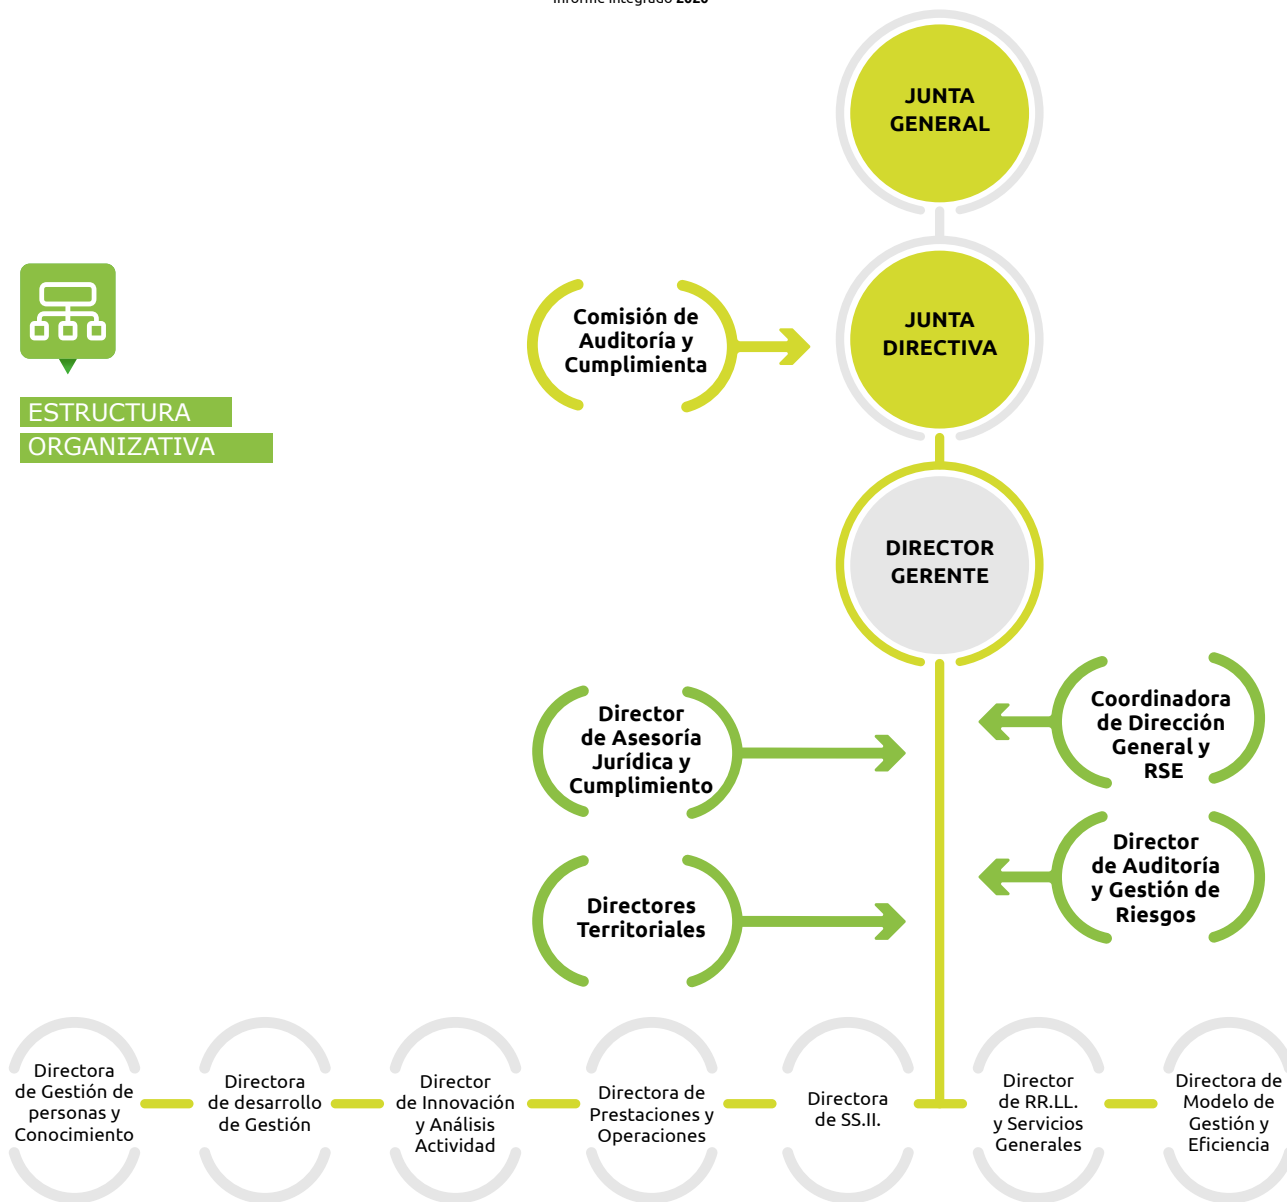 Informe Integrado 2020
JUNTA
GENERAL
Comisión de
Auditoría y
Cumplimienta
JUNTA
DIRECTIVA
ESTRUCTURA
ORGANIZATIVA
DIRECTOR
GERENTE
Director
de Asesoría
Jurídica y
Cumplimiento
Coordinadora
de Dirección
General y
RSE
Directores
Territoriales
Director
de Auditoría
y Gestión de
Riesgos
Directora
de Gestión de
personas y
Conocimiento
Directora
de desarrollo
de Gestión
Director
de Innovación
y Análisis
Actividad
Directora de
Prestaciones y
Operaciones
Directora
de SS.II.
Director
de RR.LL.
y Servicios
Generales
Directora de
Modelo de
Gestión y
Eficiencia